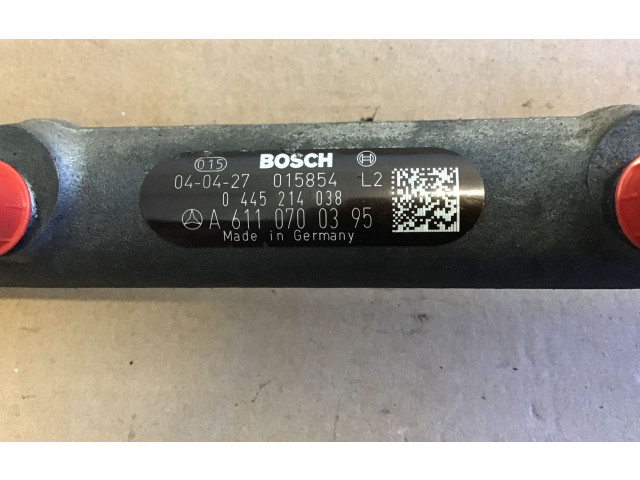 015 BOSCH
04-04-27 015854 L2
0 445 214 038
A 611 070 03 95
Made in Germany